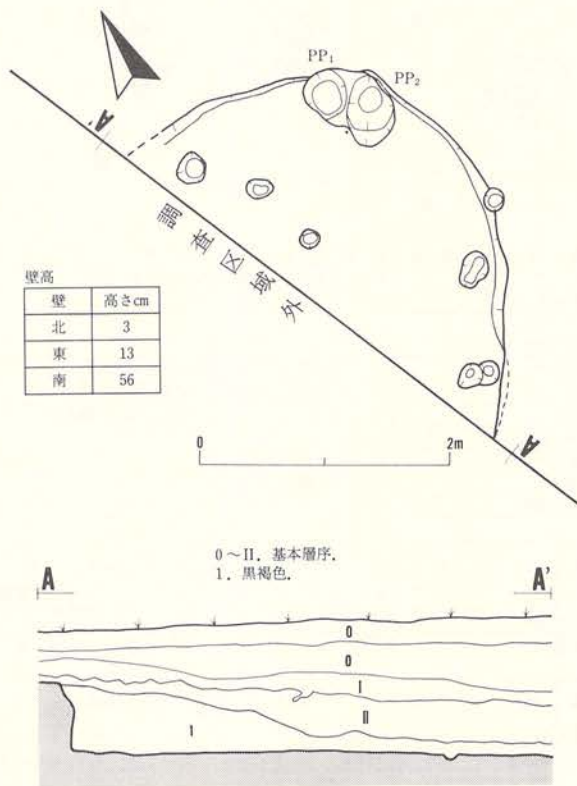 PP₁
PP₂
A'
調査区域外
壁高
壁 高さcm
北 3
東 13
南 56
A
0 2m
0～II. 基本層序.
1. 黒褐色.
A A'
0
0
I
II
1